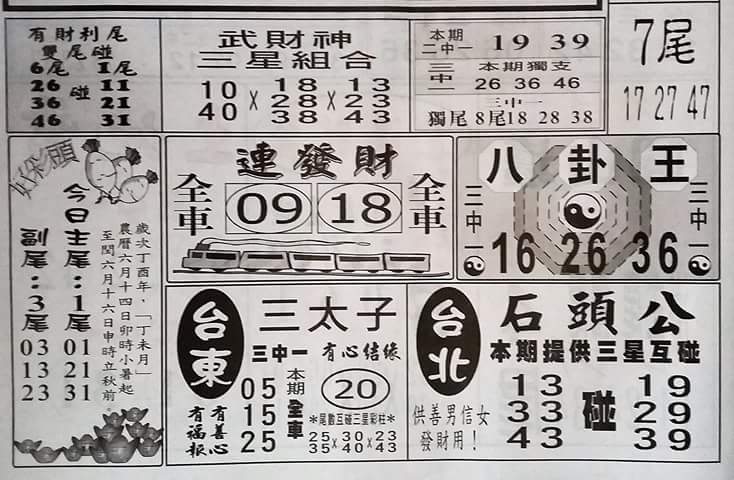 有財利尾
雙尾碰
6尾 1尾
26 碰 11
36 21
46 31
武財神
三星組合
10 × 18 × 13
40 28 23
38 43
本期二中一 19 39
三中一 本期獨支
26 36 46
三中一
獨尾 8尾18 28 38
7尾
17 27 47
好彩頭
今日主尾：1尾
01
21
31
副尾：3尾
03
13
23
歲次丁酉年，「丁未月」
農曆六月十四日卯時小暑起
至閏六月十六日申時立秋前。
連發財
全車 09 18 全車
八卦王
三中一 16 26 36 三中一
台東
三太子
三中一 有心結緣
05
15
25
本期全車 20
有善心
有福報
*尾數互碰三星彩柱*
25 × 30 × 23
35 40 43
台北
石頭公
本期提供三星互碰
13 碰 19
33 29
43 39
供善男信女
發財用！